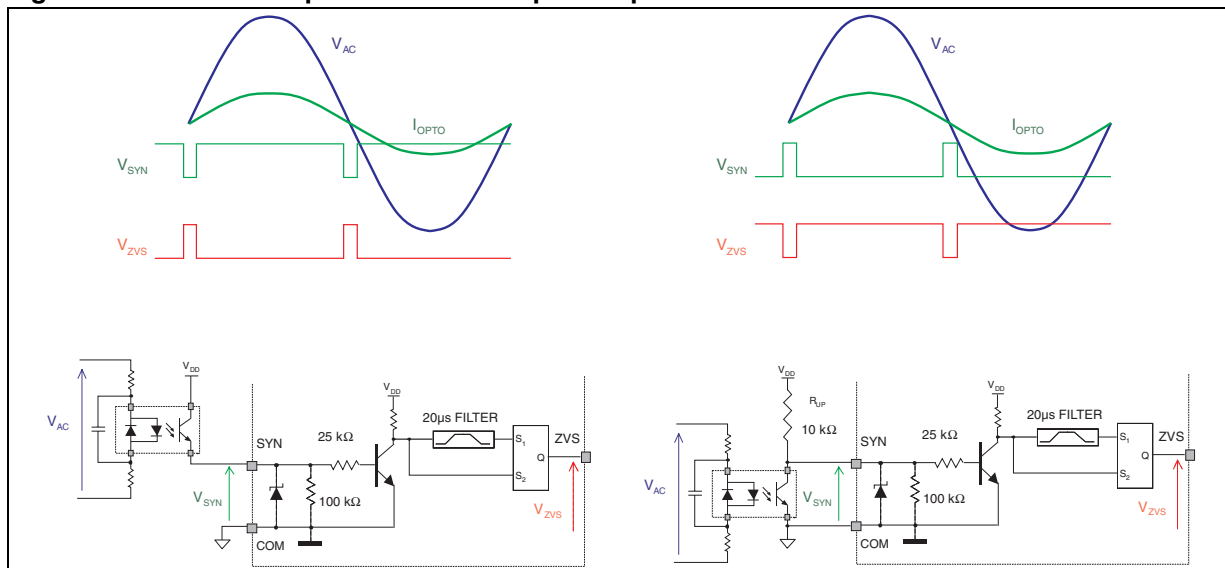 V_AC
I_OPTO
V_SYN
V_ZVS
V_AC
I_OPTO
V_SYN
V_ZVS
V_DD
V_AC
SYN
V_SYN
COM
25 kΩ
100 kΩ
V_DD
20µs FILTER
S_1
S_2
Q
ZVS
V_ZVS
V_DD
R_UP
10 kΩ
V_AC
SYN
V_SYN
COM
25 kΩ
100 kΩ
V_DD
20µs FILTER
S_1
S_2
Q
ZVS
V_ZVS